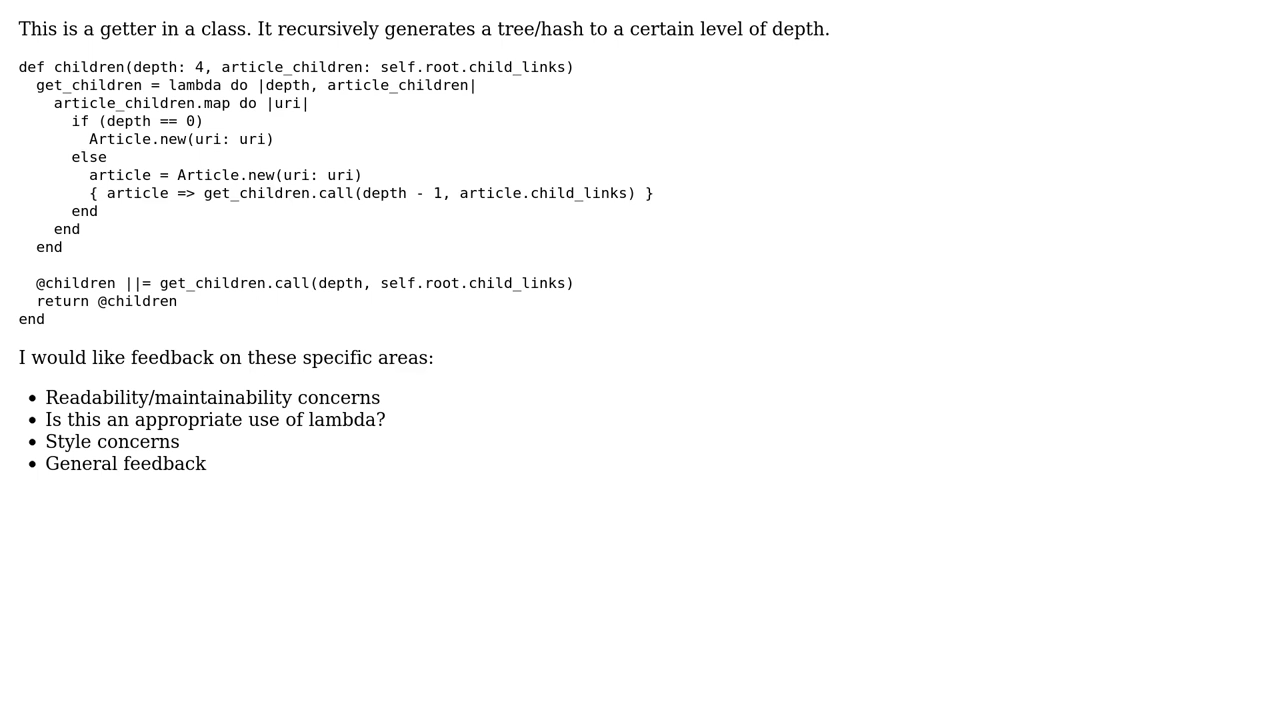 This is a getter in a class. It recursively generates a tree/hash to a certain level of depth.
def children(depth: 4, article_children: self.root.child_links)
  get_children = lambda do |depth, article_children|
    article_children.map do |uri|
      if (depth == 0)
        Article.new(uri: uri)
      else
        article = Article.new(uri: uri)
        { article => get_children.call(depth - 1, article.child_links) }
      end
    end
  end

  @children ||= get_children.call(depth, self.root.child_links)
  return @children
end
I would like feedback on these specific areas:
• Readability/maintainability concerns
• Is this an appropriate use of lambda?
• Style concerns
• General feedback